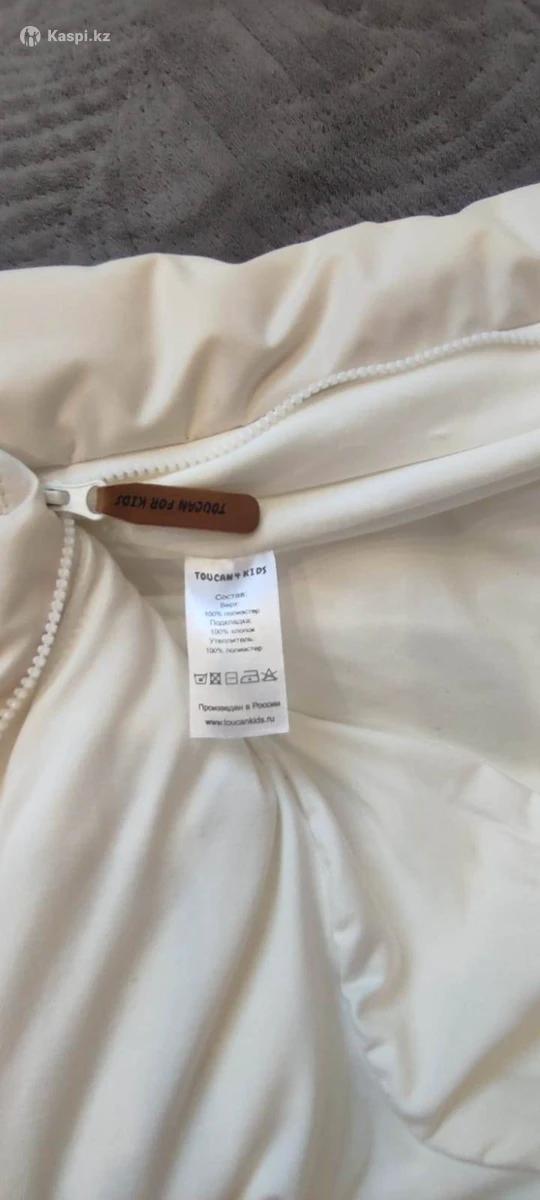 Kaspi.kz
TOUCAN FOR KIDS
TOUCAN4KIDS
Состав:
Верх:
100% полиэстер
Подкладка:
100% хлопок
Утеплитель:
100% полиэстер
Произведен в России
www.toucankids.ru